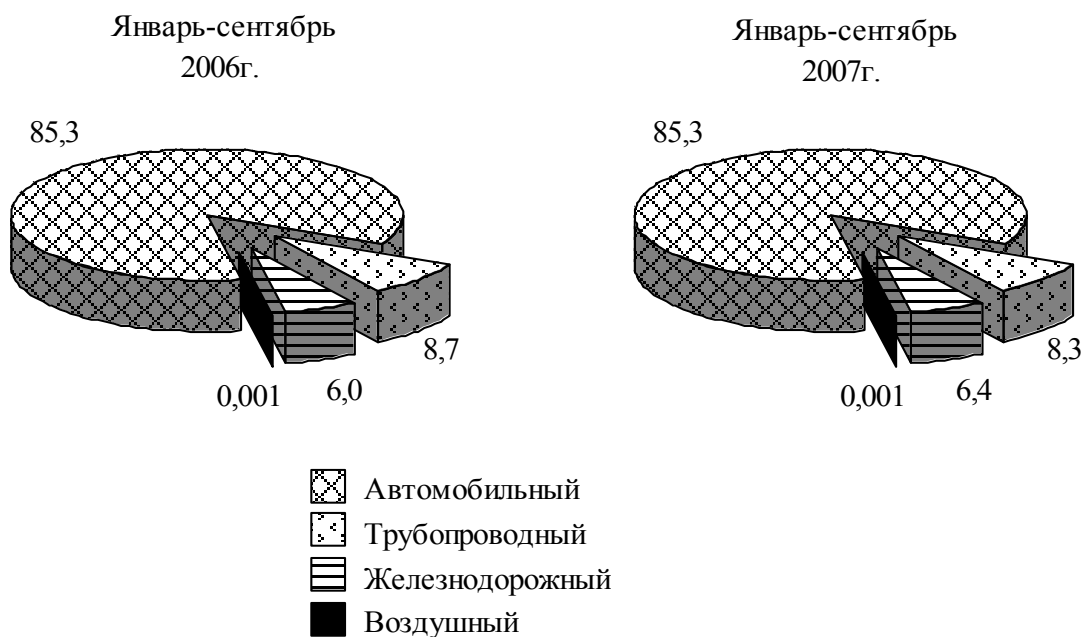 Январь-сентябрь
2006г.
85,3
8,7
6,0
0,001
Январь-сентябрь
2007г.
85,3
8,3
6,4
0,001
Автомобильный
Трубопроводный
Железнодорожный
Воздушный